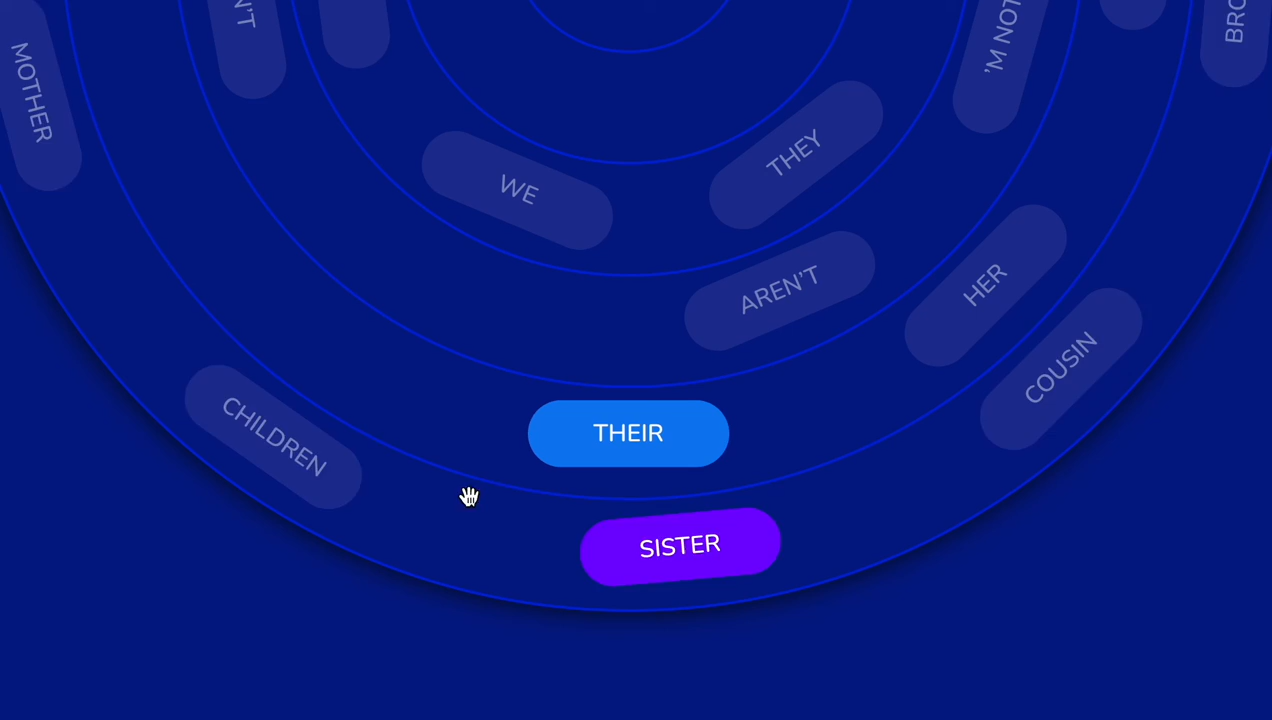 N'T
'M NOT
BRO
MOTHER
THEY
WE
AREN'T
HER
COUSIN
CHILDREN
THEIR
SISTER